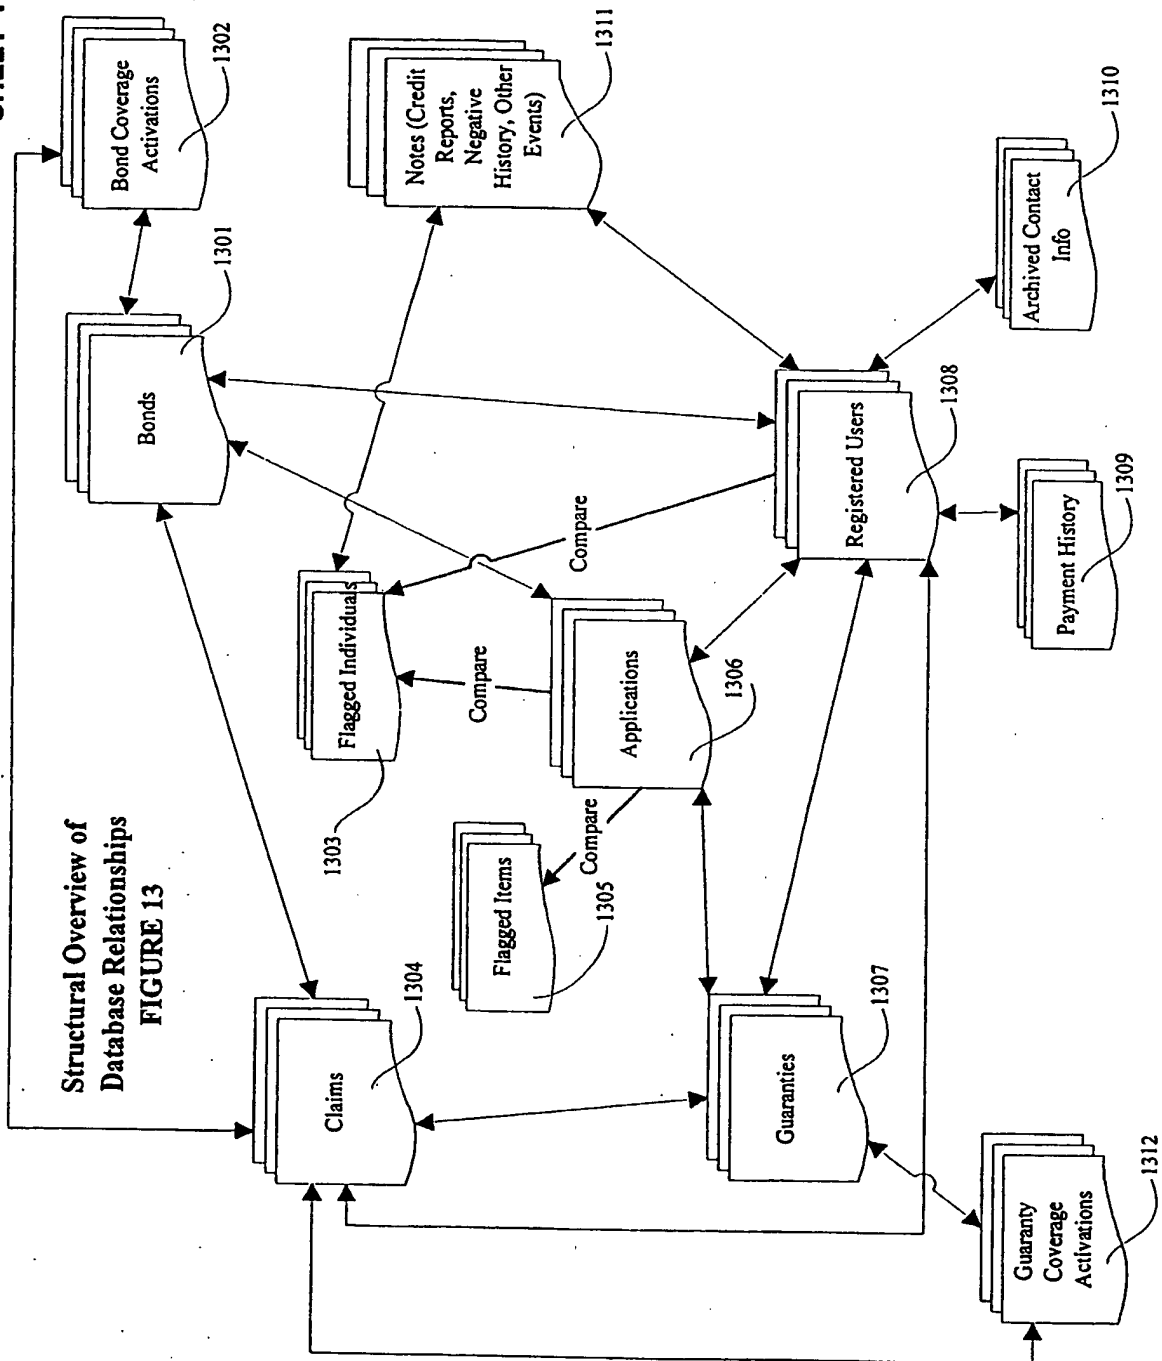 Structural Overview of
Database Relationships
FIGURE 13
Bond Coverage
Activations
1302
Bonds
1301
Notes (Credit
Reports,
Negative
History, Other
Events)
1311
Claims
1304
Flagged Individuals
1303
Compare
Compare
Flagged Items
1305
Compare
Applications
1306
Registered Users
1308
Archived Contact
Info
1310
Payment History
1309
Guaranties
1307
Guaranty
Coverage
Activations
1312